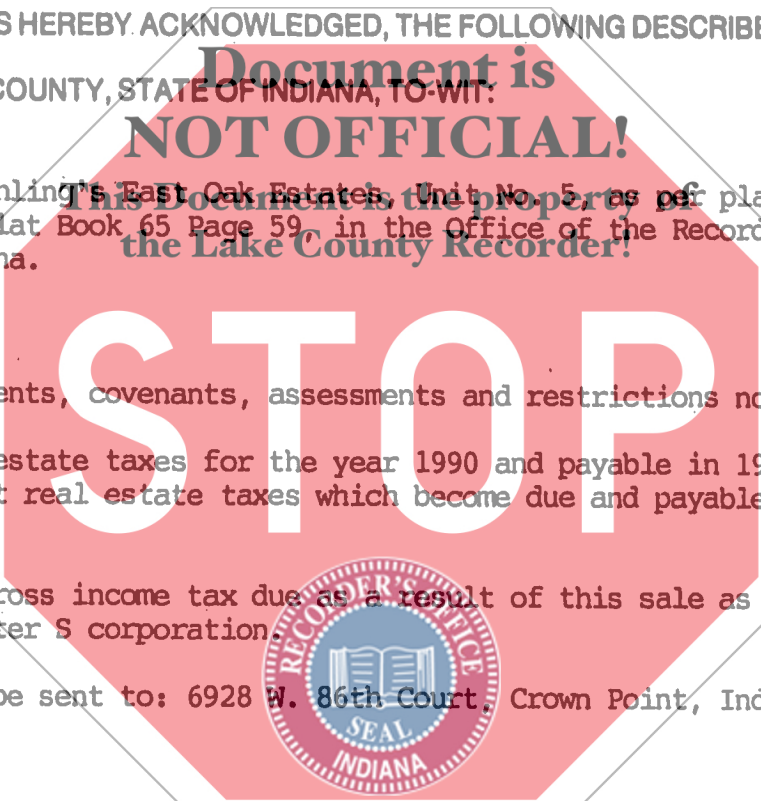 S HEREBY ACKNOWLEDGED, THE FOLLOWING DESCRIBE
Document is
COUNTY, STATE OF INDIANA, TO-WIT:
NOT OFFICIAL!
This Document is the property of
hling's East Oak Estates, Unit No. 5, as per pla
lat Book 65 Page 59, in the Office of the Record
the Lake County Recorder!
na.
STOP
ents, covenants, assessments and restrictions no
estate taxes for the year 1990 and payable in 19
t real estate taxes which become due and payable
ross income tax due as a result of this sale as
ter S corporation.
RECORDER'S OFFICE
be sent to: 6928 W. 86th Court, Crown Point, Ind
SEAL
INDIANA